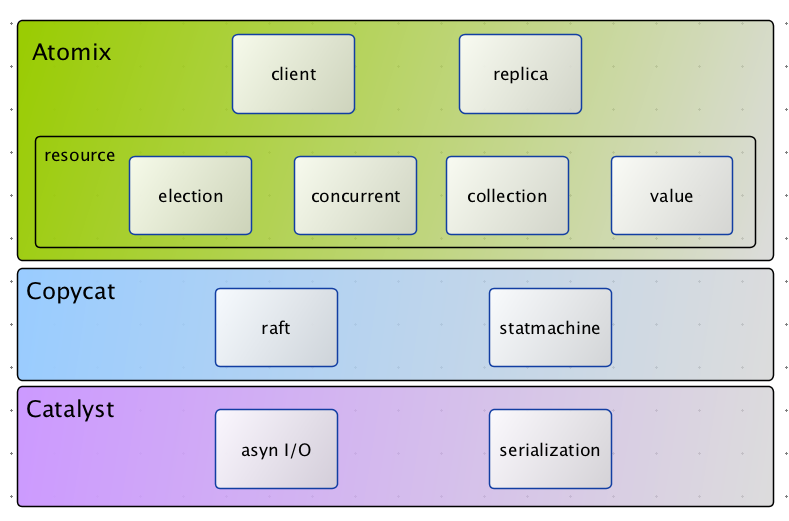 Atomix
client
replica
resource
election
concurrent
collection
value
Copycat
raft
statmachine
Catalyst
asyn I/O
serialization